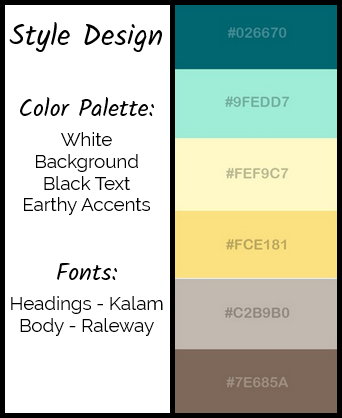 Style Design
Color Palette:
White
Background
Black Text
Earthy Accents
Fonts:
Headings - Kalam
Body - Raleway
#026670
#9FEDD7
#FEF9C7
#FCE181
#C2B9B0
#7E685A